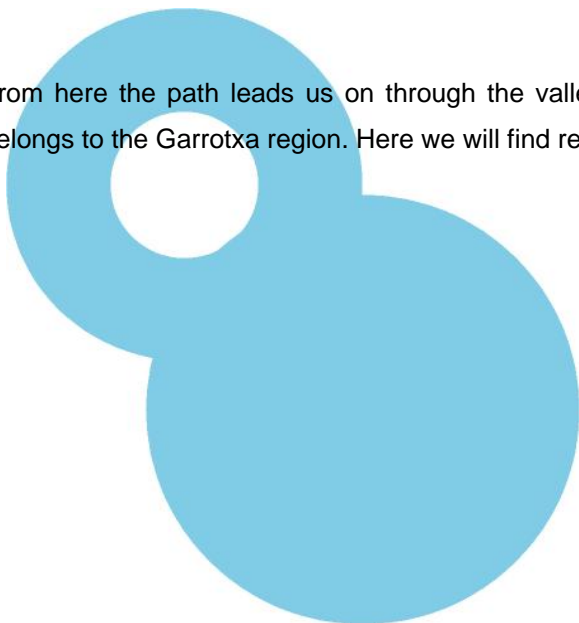 rom here the path leads us on through the valle
elongs to the Garrotxa region. Here we will find re